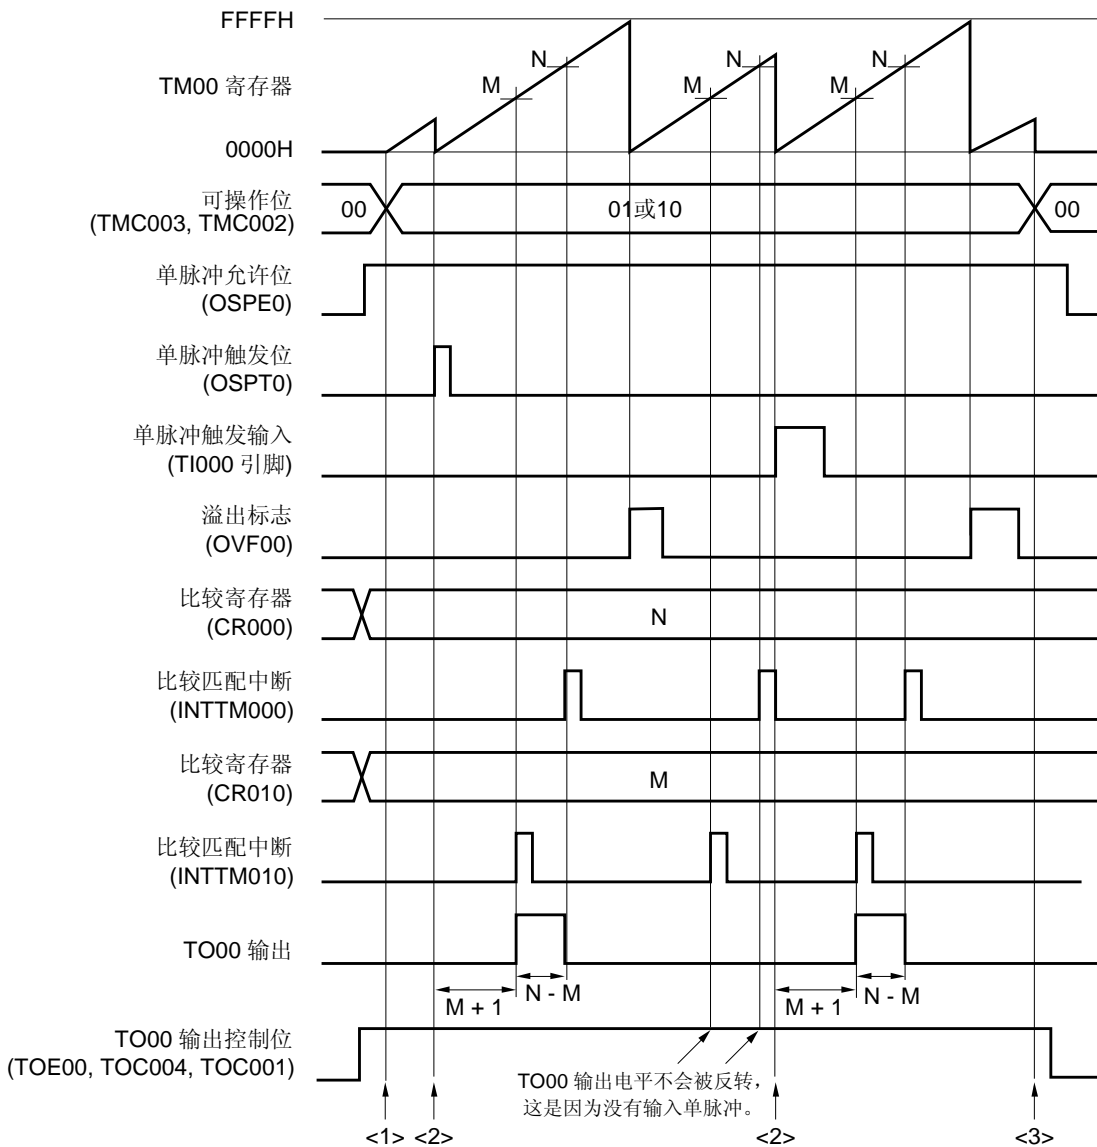 FFFFH
N
N
N
TM00 寄存器
M
M
M
0000H
可操作位
(TMC003, TMC002)
00
01或10
00
单脉冲允许位
(OSPE0)
单脉冲触发位
(OSPT0)
单脉冲触发输入
(TI000 引脚)
溢出标志
(OVF00)
比较寄存器
(CR000)
N
比较匹配中断
(INTTM000)
比较寄存器
(CR010)
M
比较匹配中断
(INTTM010)
TO00 输出
M + 1
N - M
M + 1
N - M
TO00 输出控制位
(TOE00, TOC004, TOC001)
TO00 输出电平不会被反转，
这是因为没有输入单脉冲。
<1> <2> <2> <3>